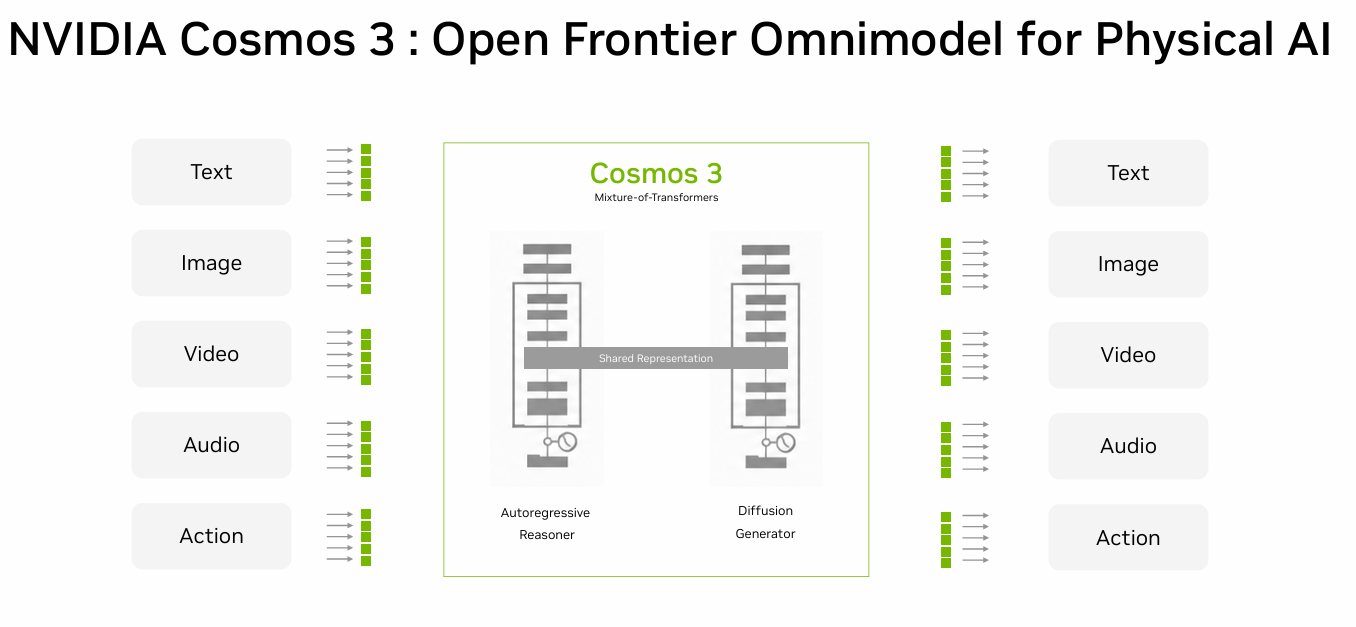 NVIDIA Cosmos 3 : Open Frontier Omnimodel for Physical AI
Text
Image
Video
Audio
Action
Cosmos 3
Mixture-of-Transformers
Shared Representation
Autoregressive
Reasoner
Diffusion
Generator
Text
Image
Video
Audio
Action